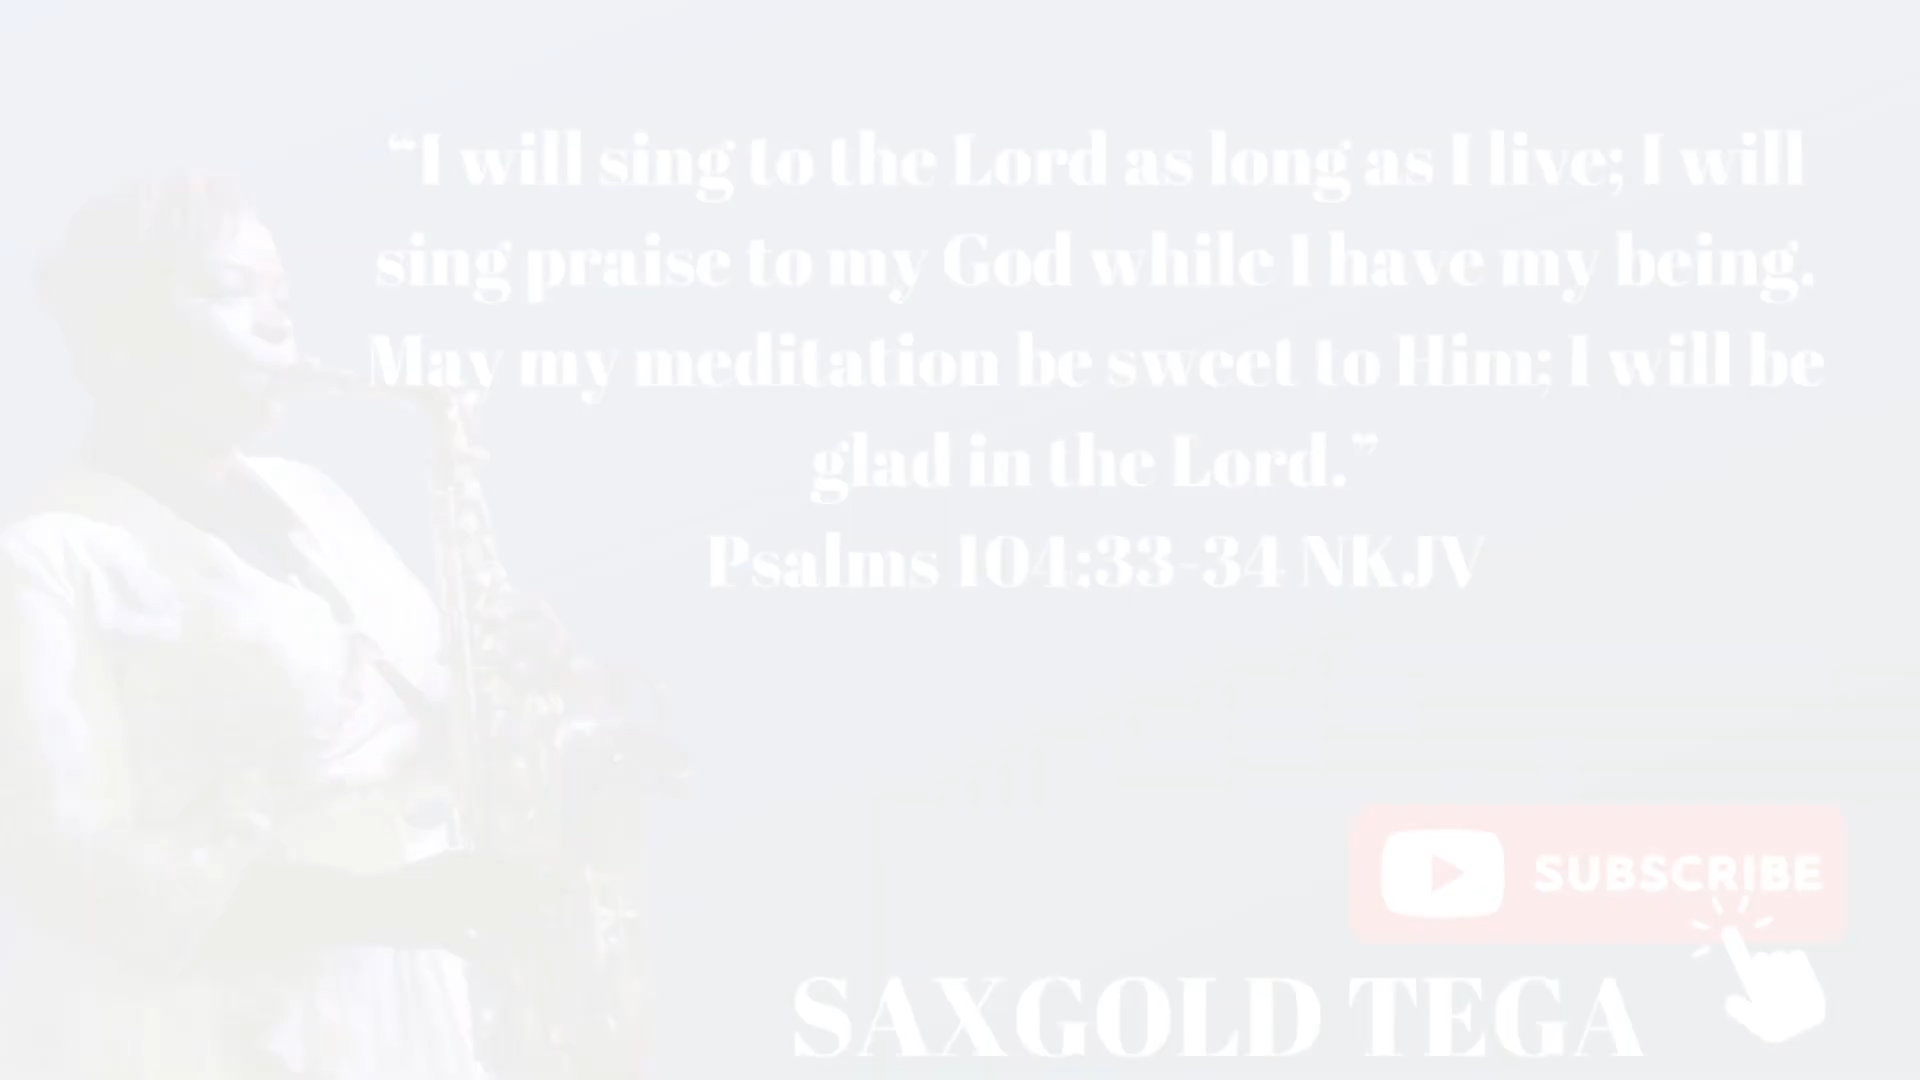 “I will sing to the Lord as long as I live; I will
sing praise to my God while I have my being.
May my meditation be sweet to Him; I will be
glad in the Lord.”
Psalms 104:33-34 NKJV
SUBSCRIBE
SAXGOLD TEGA